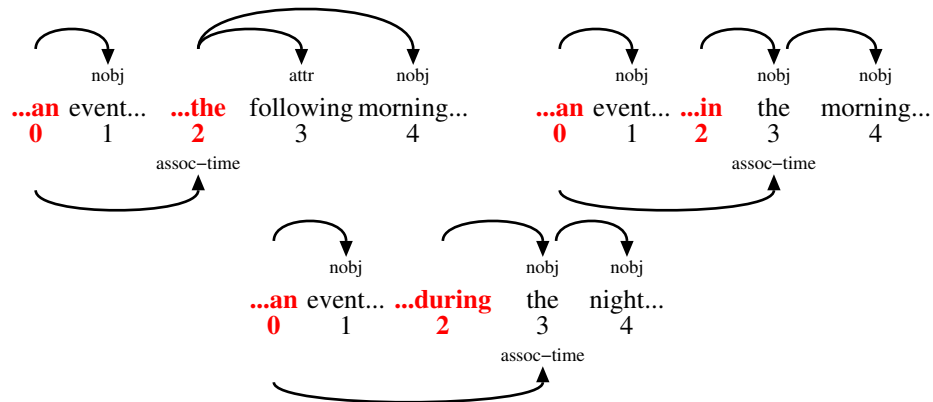 nobj attr nobj
...an event... ...the following morning...
0 1 2 3 4
assoc-time
nobj nobj nobj
...an event... ...in the morning...
0 1 2 3 4
assoc-time
nobj nobj nobj
...an event... ...during the night...
0 1 2 3 4
assoc-time